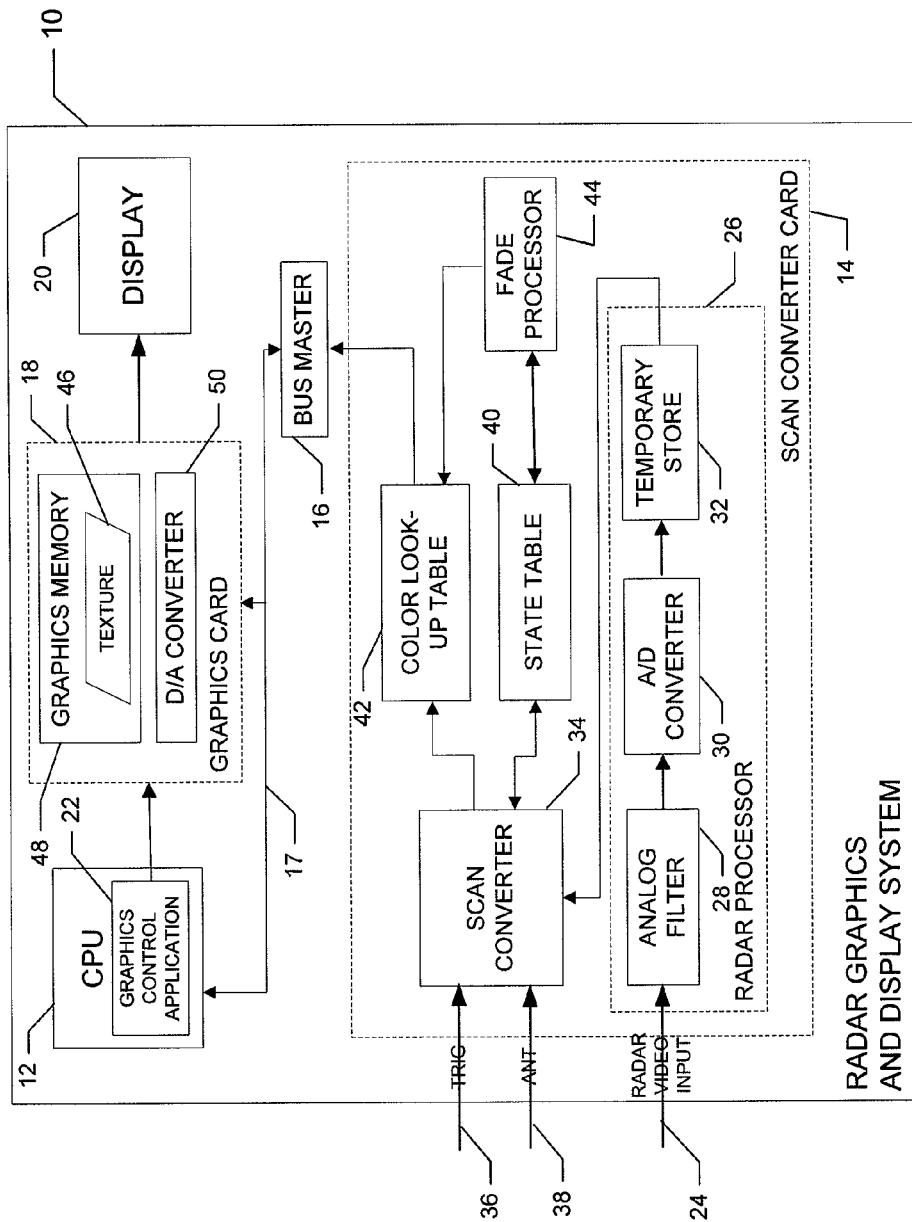 10
20
DISPLAY
18
46
50
GRAPHICS MEMORY
TEXTURE
D/A CONVERTER
GRAPHICS CARD
48
22
CPU
GRAPHICS
CONTROL
APPLICATION
12
17
BUS MASTER
16
FADE
PROCESSOR
44
COLOR LOOK-
UP TABLE
42
40
STATE TABLE
34
SCAN
CONVERTER
26
TEMPORARY
STORE
32
A/D
CONVERTER
30
ANALOG
FILTER
28
RADAR PROCESSOR
SCAN CONVERTER CARD
14
TRIG
36
ANT
38
RADAR
VIDEO
INPUT
24
RADAR GRAPHICS
AND DISPLAY SYSTEM